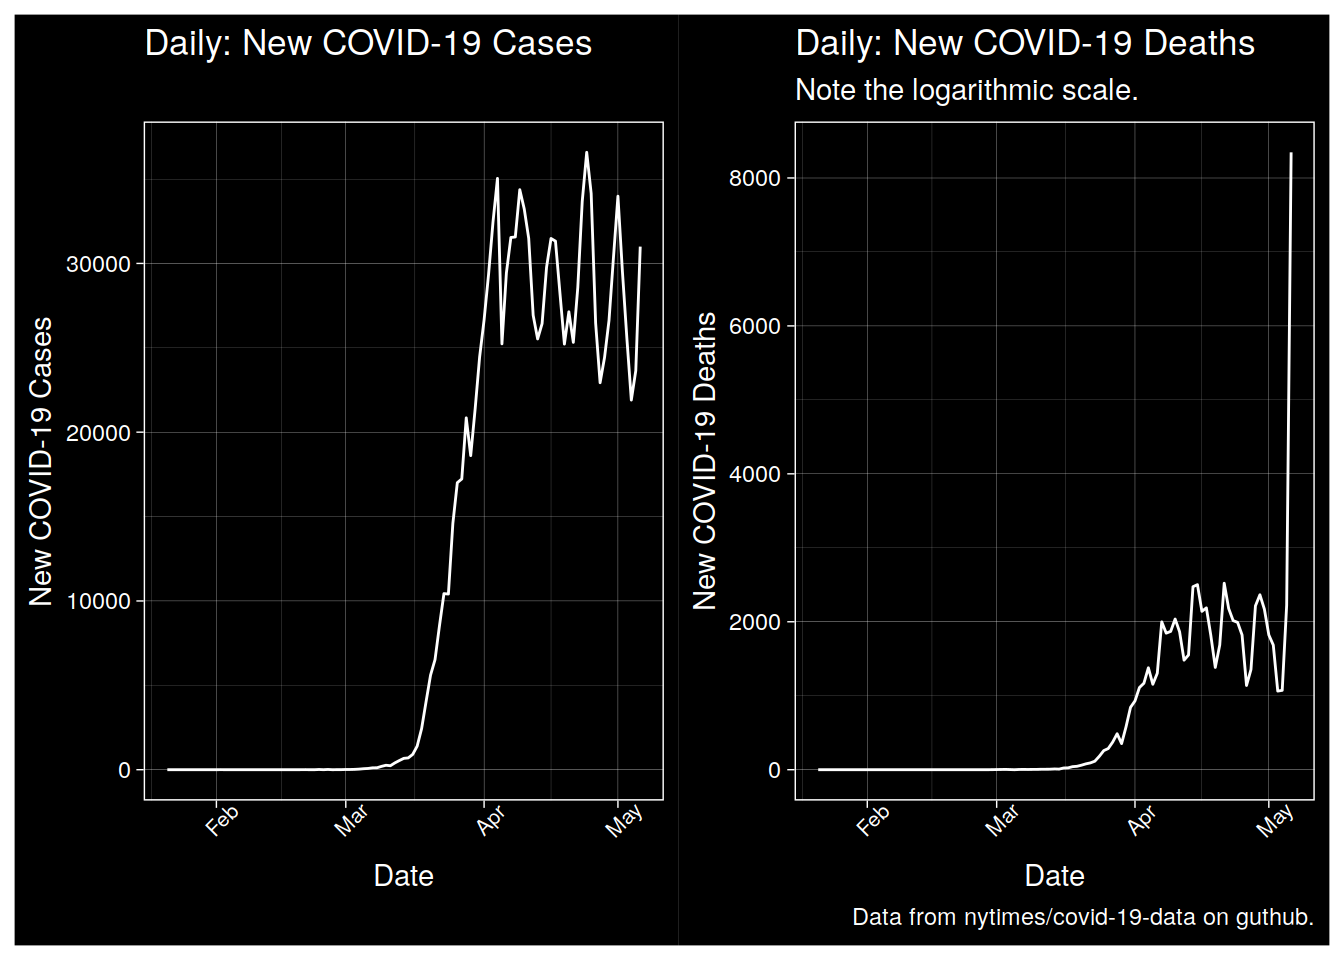 Daily: New COVID-19 Cases
New COVID-19 Cases
30000
20000
10000
0
Feb
Mar
Apr
May
Date
Daily: New COVID-19 Deaths
Note the logarithmic scale.
New COVID-19 Deaths
8000
6000
4000
2000
0
Feb
Mar
Apr
May
Date
Data from nytimes/covid-19-data on guthub.